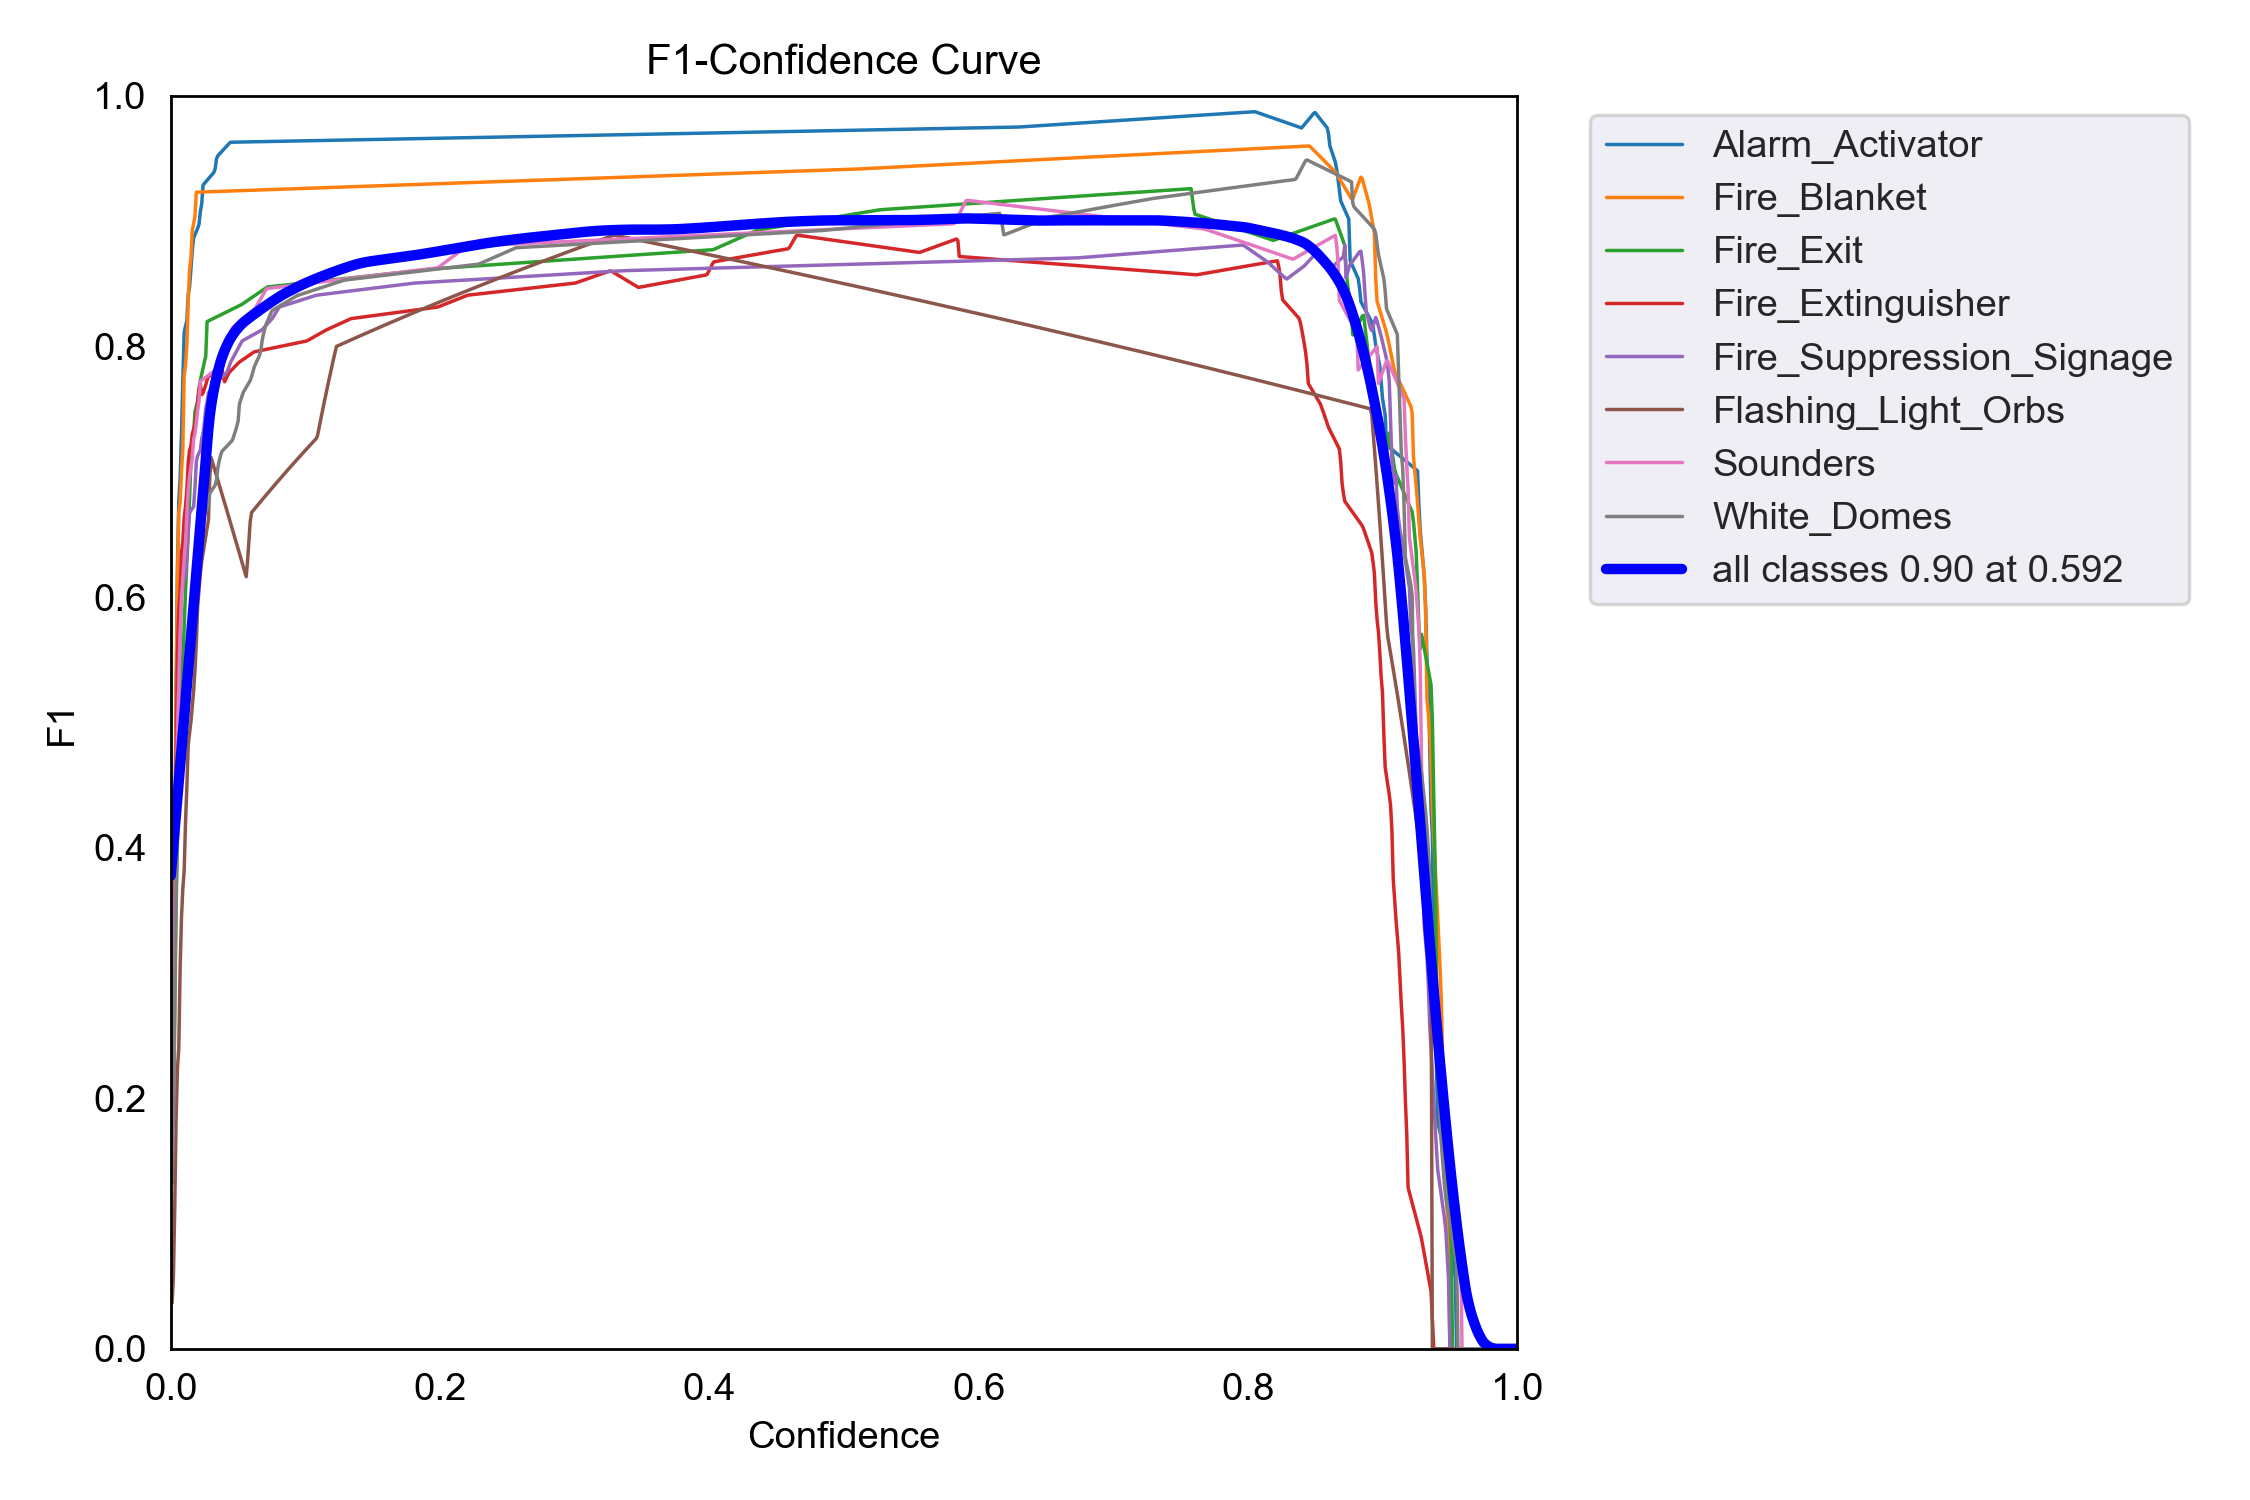 F1-Confidence Curve
1.0
0.8
0.6
0.4
0.2
0.0
F1
0.0 0.2 0.4 0.6 0.8 1.0
Confidence
Alarm_Activator
Fire_Blanket
Fire_Exit
Fire_Extinguisher
Fire_Suppression_Signage
Flashing_Light_Orbs
Sounders
White_Domes
all classes 0.90 at 0.592